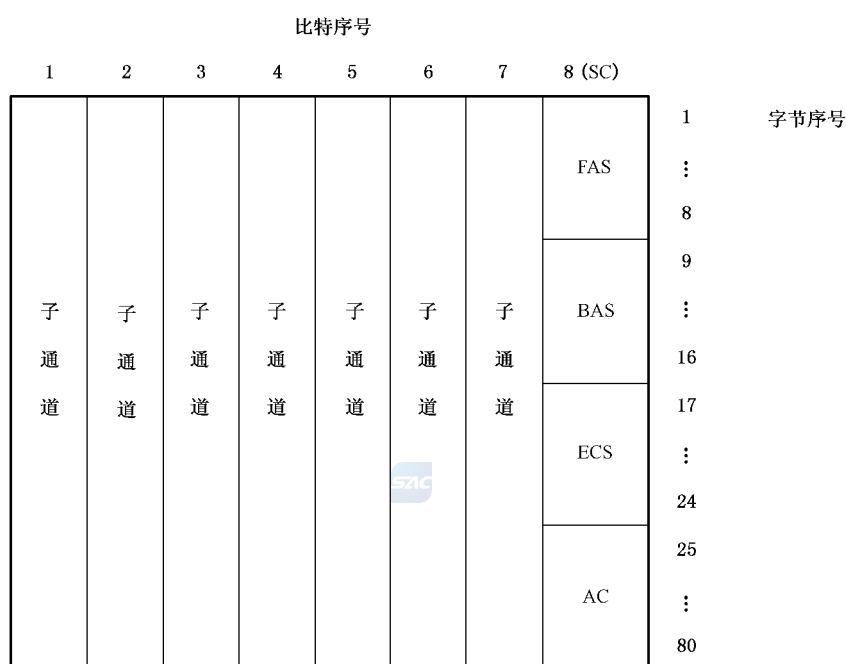 比特序号
1 2 3 4 5 6 7 8 (SC)
1 字节序号
FAS
⋮
8
9
子 子 子 子 子 子 子 BAS ⋮
通 通 通 通 通 通 通 16
道 道 道 道 道 道 道 17
ECS ⋮
SAC
24
25
AC ⋮
80